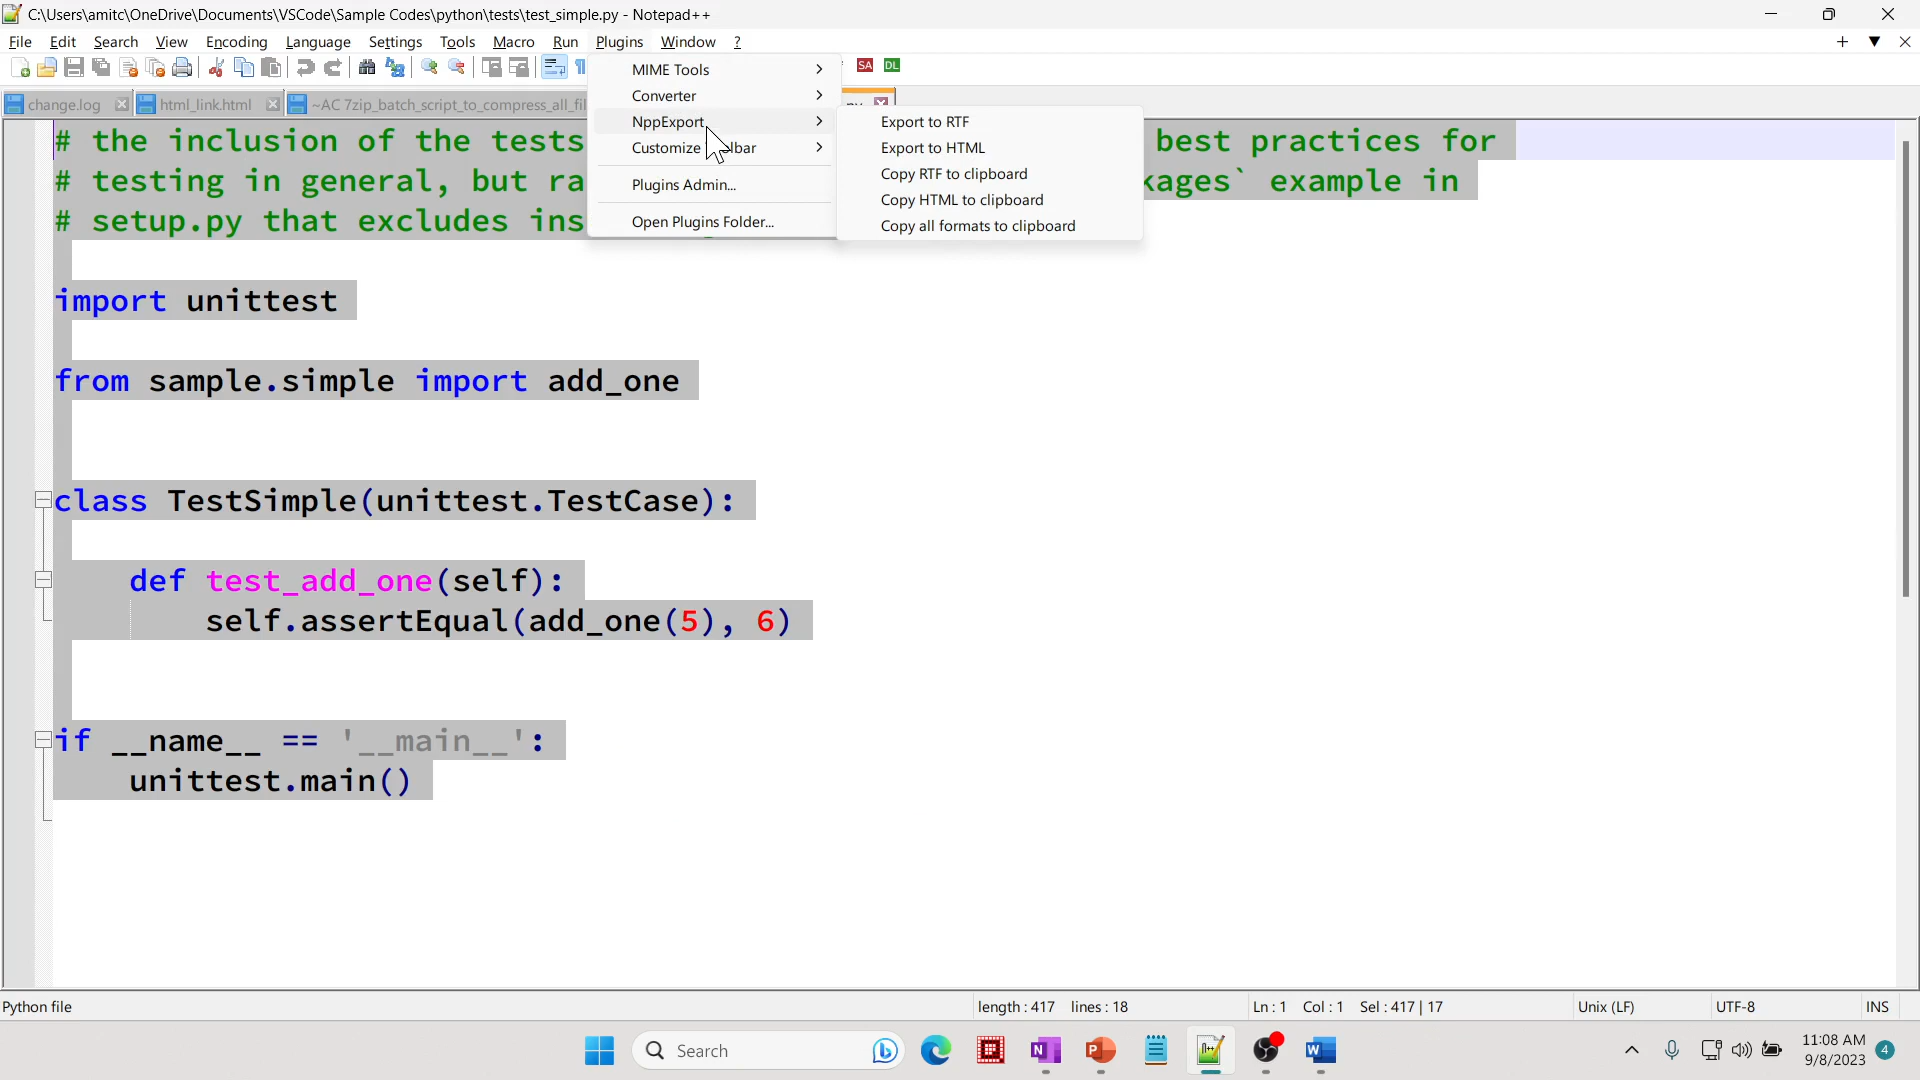 C:\Users\amitc\OneDrive\Documents\VSCode\Sample Codes\python\tests\test_simple.py - Notepad++
File Edit Search View Encoding Language Settings Tools Macro Run Plugins Window ?
SA DL
change.log html_link.html ~AC 7zip_batch_script_to_compress_all_fil
MIME Tools
Converter
NppExport
Customize
Plugins Admin...
Open Plugins Folder...
Export to RTF
Export to HTML
Copy RTF to clipboard
Copy HTML to clipboard
Copy all formats to clipboard
# the inclusion of the tests best practices for
# testing in general, but ra kages` example in
# setup.py that excludes ins
import unittest
from sample.simple import add_one
class TestSimple(unittest.TestCase):
def test_add_one(self):
self.assertEqual(add_one(5), 6)
if __name__ == '__main__':
unittest.main()
Python file length : 417 lines : 18 Ln : 1 Col : 1 Sel : 417 | 17 Unix (LF) UTF-8 INS
Search
11:08 AM
9/8/2023
4